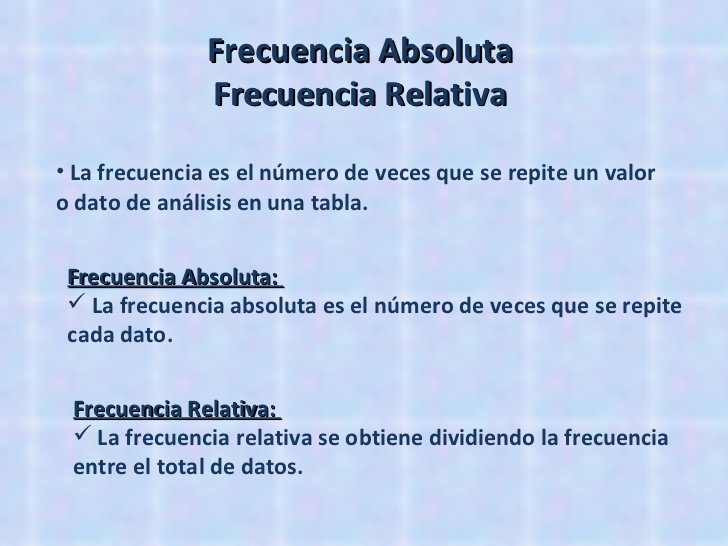 Frecuencia Absoluta
Frecuencia Relativa
• La frecuencia es el número de veces que se repite un valor
o dato de análisis en una tabla.
Frecuencia Absoluta:
✓ La frecuencia absoluta es el número de veces que se repite
cada dato.
Frecuencia Relativa:
✓ La frecuencia relativa se obtiene dividiendo la frecuencia
entre el total de datos.